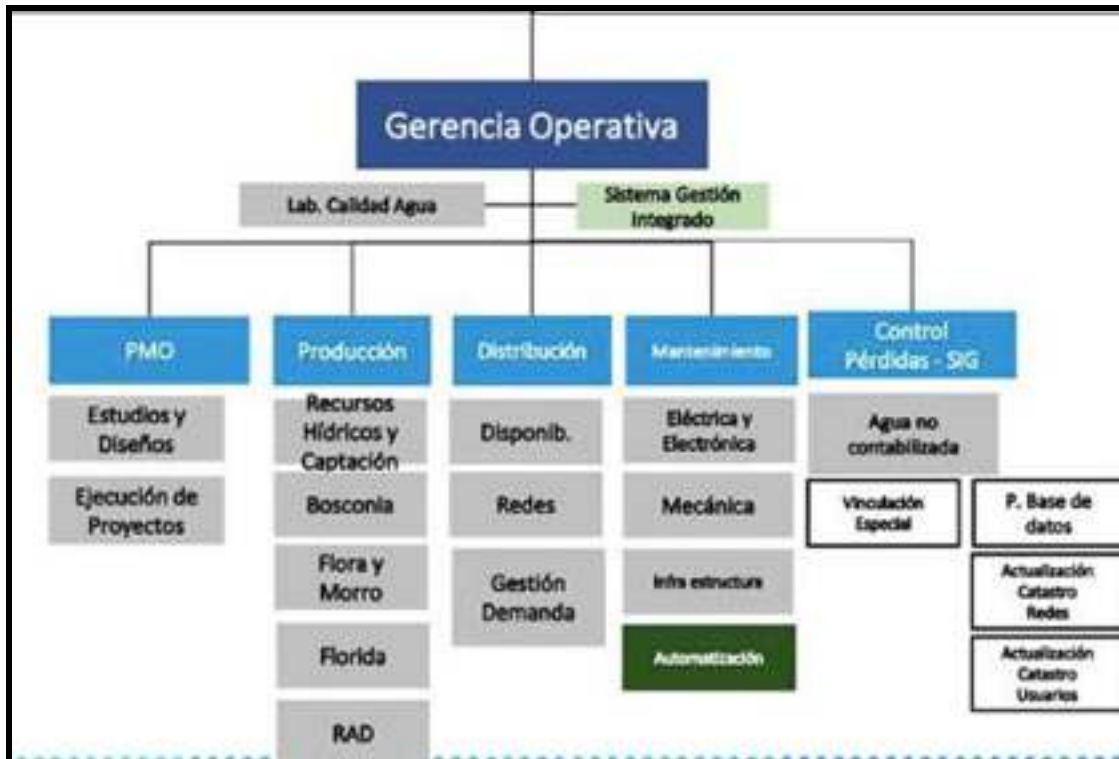 Gerencia Operativa
Lab. Calidad Agua
Sistema Gestión
Integrado
PMO
Producción
Distribución
Mantenimiento
Control
Pérdidas - SIG
Estudios y
Diseños
Ejecución de
Proyectos
Recursos
Hídricos y
Captación
Bosconia
Flora y
Morro
Florida
RAD
Disponib.
Redes
Gestión
Demanda
Eléctrica y
Electrónica
Mecánica
Infra estructura
Automatización
Agua no
contabilizada
Vinculación
Especial
P. Base de
datos
Actualización
Catastro
Redes
Actualización
Catastro
Usuarios